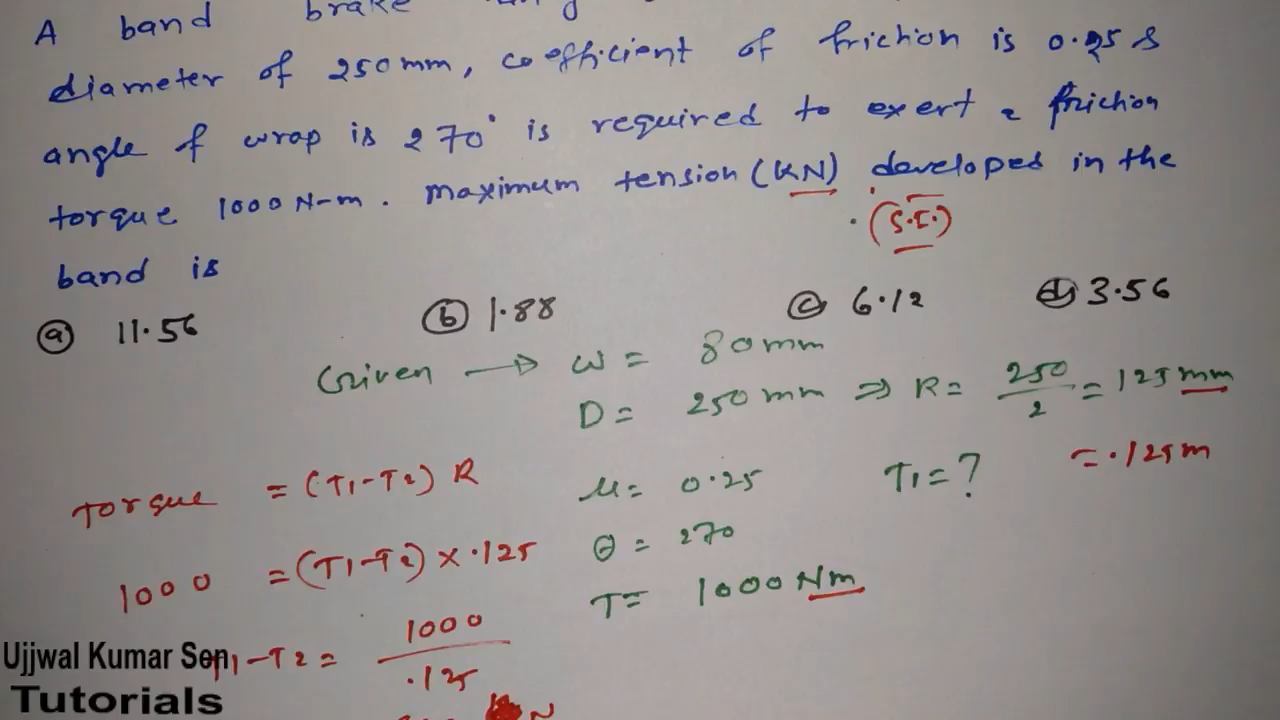 A band brake
diameter of 250mm, coefficient of friction is 0.25 &
angle of wrap is 270° is required to exert a friction
torque 1000 N-m. maximum tension (KN) developed in the
(S.I.)
band is
(a) 11.56 (b) 1.88 (c) 6.12 (d) 3.56
Given → W = 80mm
D = 250mm ⇒ R = 250/2 = 125mm
= .125m
Torque = (T1-T2) R
μ = 0.25 T1 = ?
1000 = (T1-T2) × .125
θ = 270
T = 1000 Nm
T1-T2 = 1000/.125
N
Ujjwal Kumar Sen
Tutorials